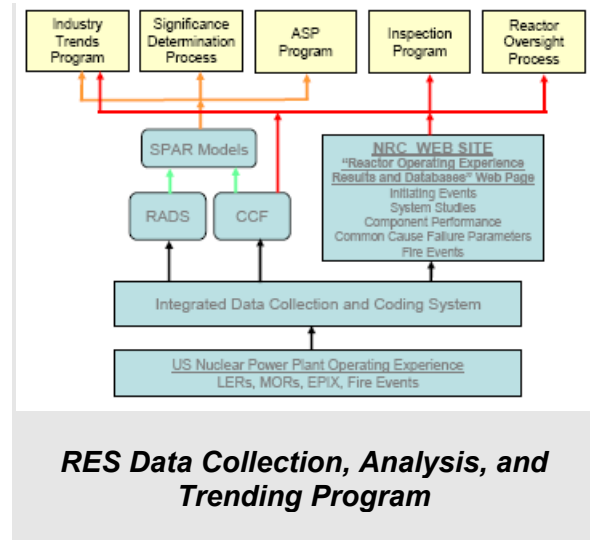 Industry
Trends
Program
Significance
Determination
Process
ASP
Program
Inspection
Program
Reactor
Oversight
Process
SPAR Models
RADS
CCF
NRC WEB SITE
“Reactor Operating Experience
Results and Databases” Web Page
Initiating Events
System Studies
Component Performance
Common Cause Failure Parameters
Fire Events
Integrated Data Collection and Coding System
US Nuclear Power Plant Operating Experience
LERs, MORs, EPIX, Fire Events
RES Data Collection, Analysis, and
Trending Program